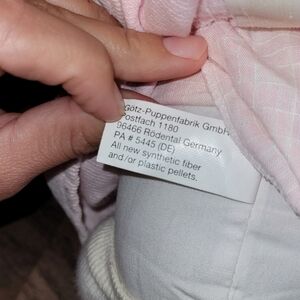 Götz-Puppenfabrik GmbH
Postfach 1180
96466 Rödental Germany
PA # 5445 (DE)
All new synthetic fiber
and/or plastic pellets.